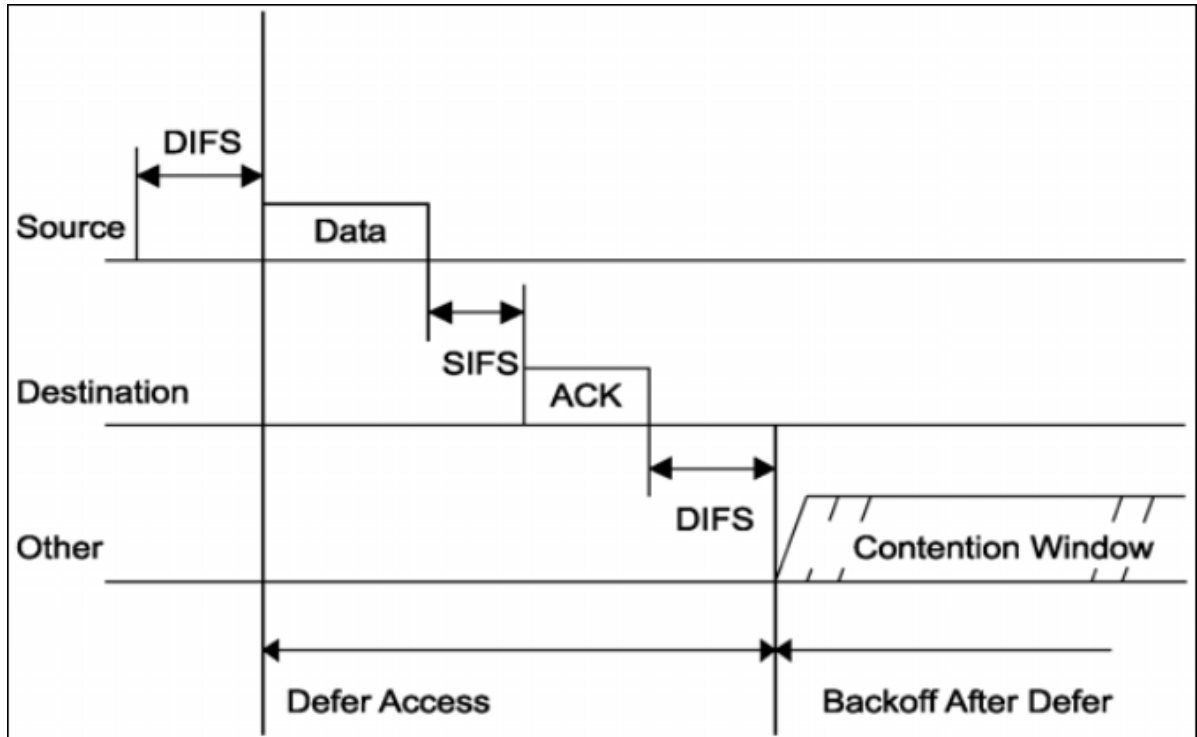 DIFS
Source
Data
SIFS
Destination
ACK
DIFS
Other
Contention Window
Defer Access
Backoff After Defer